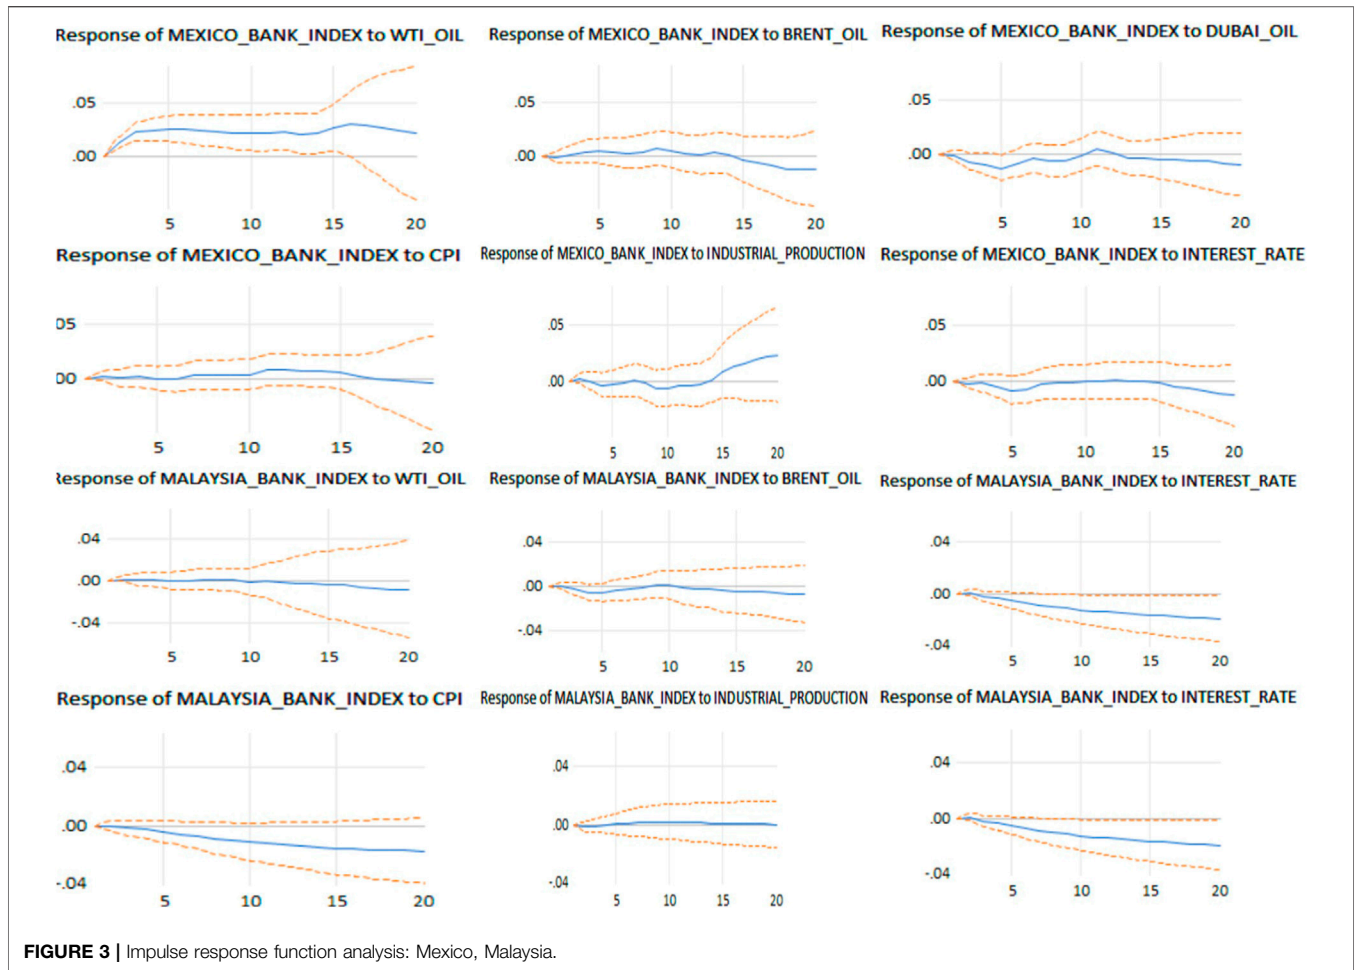 Response of MEXICO_BANK_INDEX to WTI_OIL
Response of MEXICO_BANK_INDEX to BRENT_OIL
Response of MEXICO_BANK_INDEX to DUBAI_OIL
.05
.00
5 10 15 20
.05
.00
5 10 15 20
.05
.00
5 10 15 20
Response of MEXICO_BANK_INDEX to CPI
Response of MEXICO_BANK_INDEX to INDUSTRIAL_PRODUCTION
Response of MEXICO_BANK_INDEX to INTEREST_RATE
05
00
5 10 15 20
.05
.00
5 10 15 20
.05
.00
5 10 15 20
Response of MALAYSIA_BANK_INDEX to WTI_OIL
Response of MALAYSIA_BANK_INDEX to BRENT_OIL
Response of MALAYSIA_BANK_INDEX to INTEREST_RATE
.04
.00
-.04
5 10 15 20
.04
.00
-.04
5 10 15 20
.04
.00
-.04
5 10 15 20
Response of MALAYSIA_BANK_INDEX to CPI
Response of MALAYSIA_BANK_INDEX to INDUSTRIAL_PRODUCTION
Response of MALAYSIA_BANK_INDEX to INTEREST_RATE
.04
.00
-.04
5 10 15 20
.04
.00
-.04
5 10 15 20
.04
.00
-.04
5 10 15 20
FIGURE 3 | Impulse response function analysis: Mexico, Malaysia.